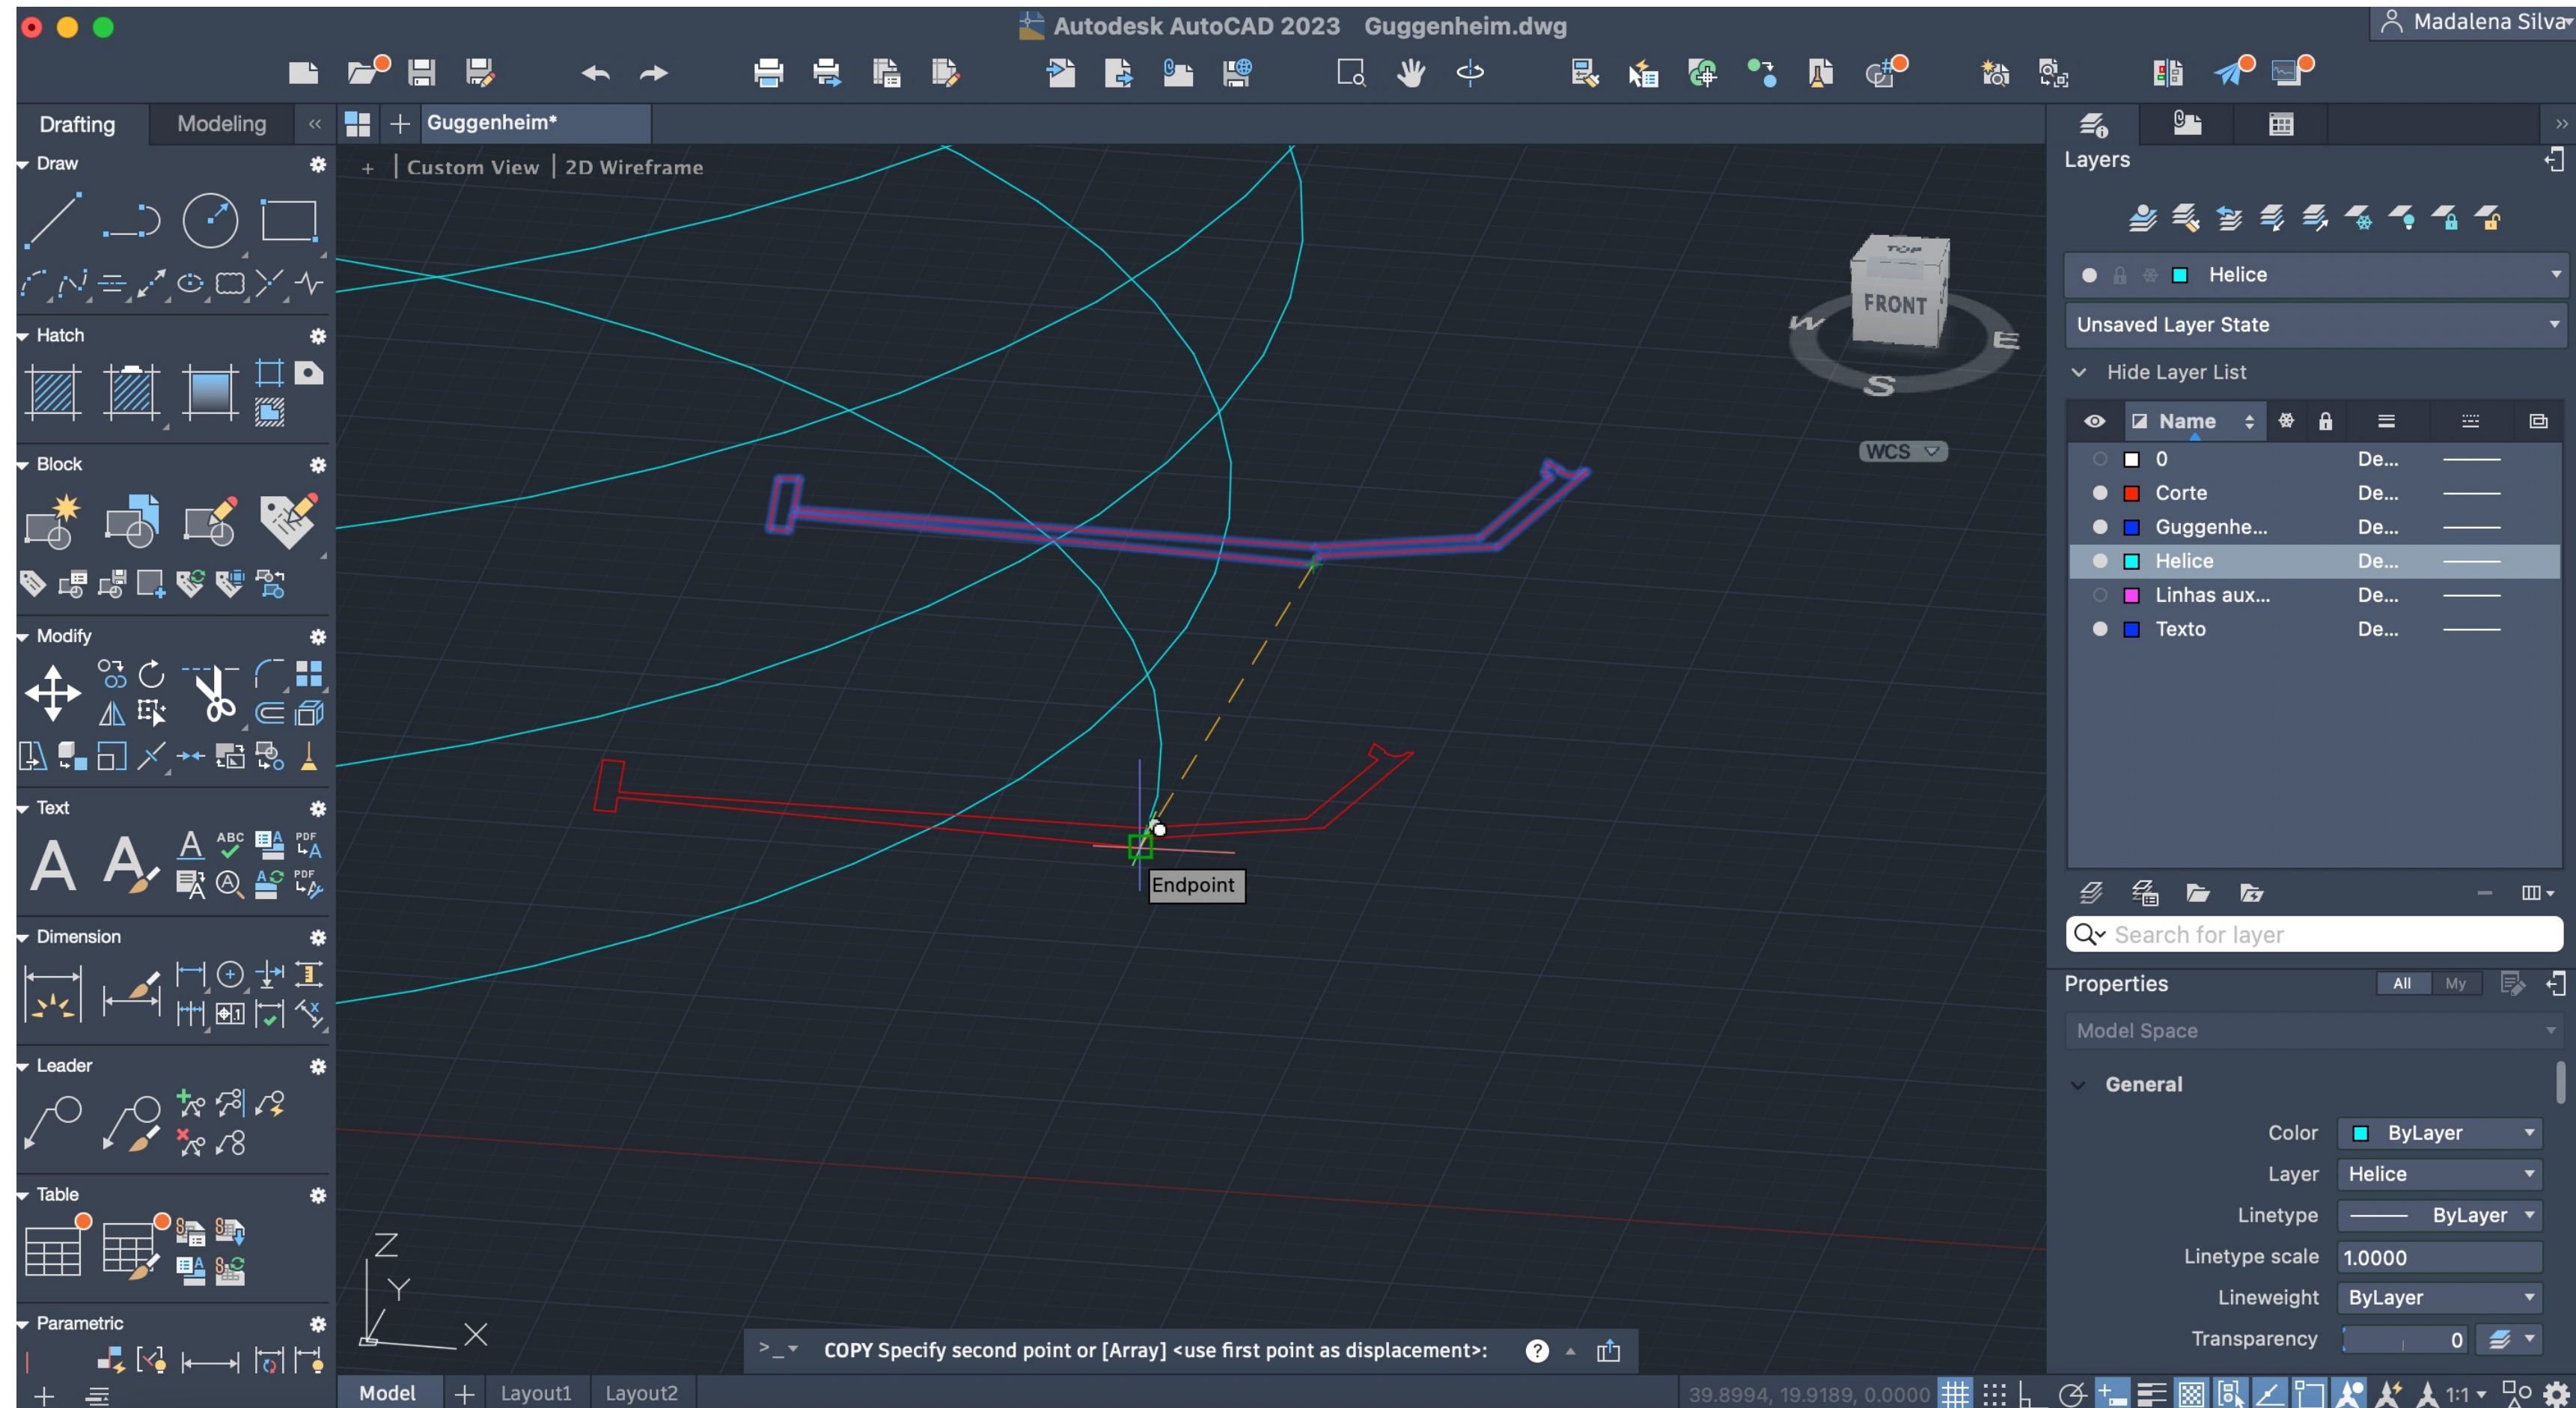 Autodesk AutoCAD 2023 Guggenheim.dwg
Madalena Silva
Drafting
Modeling
Guggenheim*
Draw
+ | Custom View | 2D Wireframe
Hatch
Block
Modify
Text
A A A ABC PDF
A
A A A PDF
Dimension
Leader
Table
Parametric
TOP
FRONT
W
E
S
WCS
Endpoint
Z
Y
X
>_ COPY Specify second point or [Array] <use first point as displacement>:
Model
Layout1
Layout2
39.8994, 19.9189, 0.0000
1:1
Layers
Helice
Unsaved Layer State
Hide Layer List
Name
0 De...
Corte De...
Guggenhe... De...
Helice De...
Linhas aux... De...
Texto De...
Search for layer
Properties
All My
Model Space
General
Color ByLayer
Layer Helice
Linetype ByLayer
Linetype scale 1.0000
Lineweight ByLayer
Transparency 0